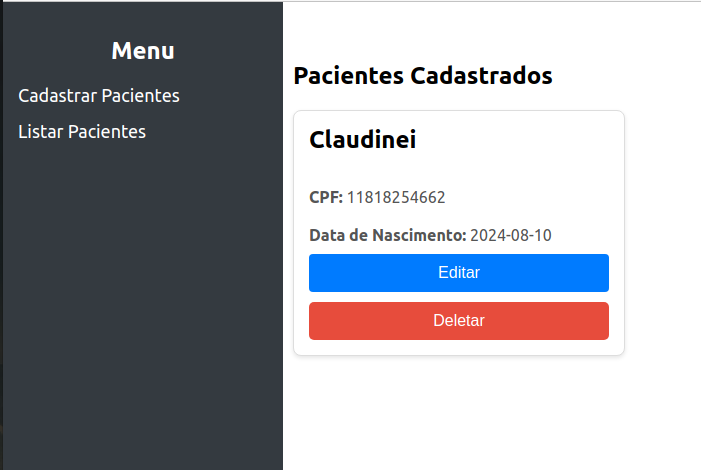 Menu
Cadastrar Pacientes
Listar Pacientes
Pacientes Cadastrados
Claudinei
CPF: 11818254662
Data de Nascimento: 2024-08-10
Editar
Deletar